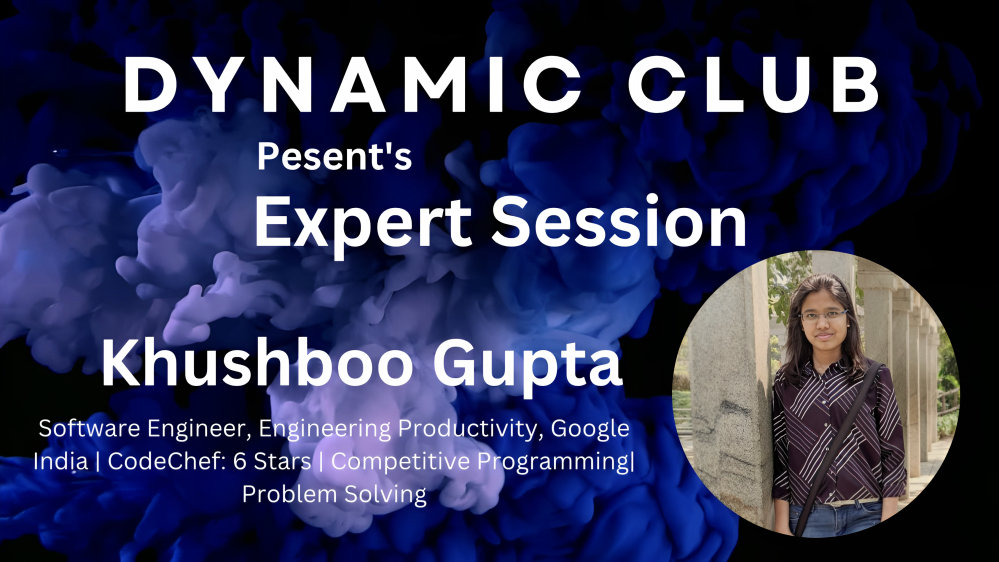 DYNAMIC CLUB
Pesent's
Expert Session
Khushboo Gupta
Software Engineer, Engineering Productivity, Google
India | CodeChef: 6 Stars | Competitive Programming|
Problem Solving